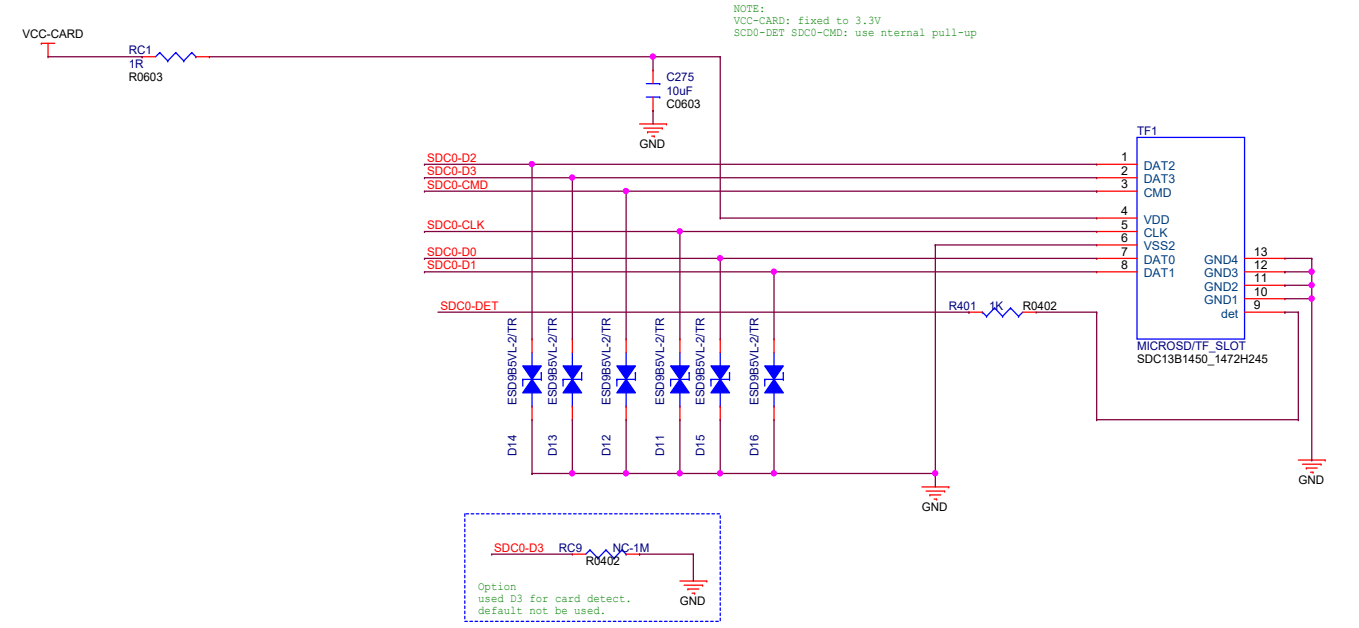 NOTE:
VCC-CARD: fixed to 3.3V
SCD0-DET SDC0-CMD: use nternal pull-up
VCC-CARD
RC1
1R
R0603
C275
10uF
C0603
GND
TF1
SDC0-D2
1
DAT2
SDC0-D3
2
DAT3
SDC0-CMD
3
CMD
4
VDD
SDC0-CLK
5
CLK
6
VSS2
SDC0-D0
7
DAT0
SDC0-D1
8
DAT1
13
GND4
12
GND3
11
GND2
10
GND1
9
det
SDC0-DET
R401 1K R0402
MICROSD/TF_SLOT
SDC13B1450_1472H245
ESD9B5VL-2/TR
ESD9B5VL-2/TR
ESD9B5VL-2/TR
ESD9B5VL-2/TR
ESD9B5VL-2/TR
ESD9B5VL-2/TR
D14
D13
D12
D11
D15
D16
GND
GND
SDC0-D3 RC9 NC-1M
R0402
GND
Option
used D3 for card detect.
default not be used.